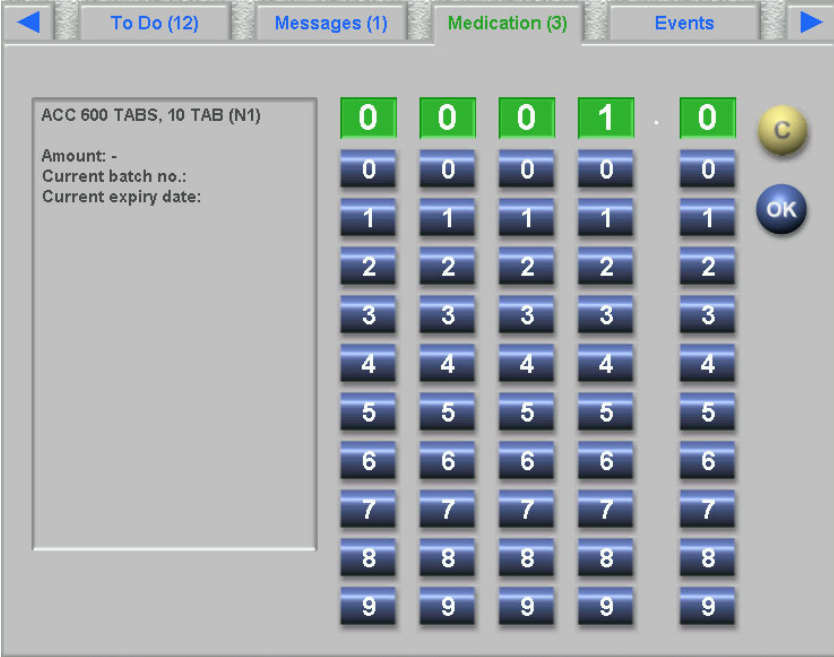 To Do (12) Messages (1) Medication (3) Events
ACC 600 TABS, 10 TAB (N1)
Amount: -
Current batch no.:
Current expiry date:
0 0 0 1 . 0 C
0 0 0 0 0
1 1 1 1 1 OK
2 2 2 2 2
3 3 3 3 3
4 4 4 4 4
5 5 5 5 5
6 6 6 6 6
7 7 7 7 7
8 8 8 8 8
9 9 9 9 9